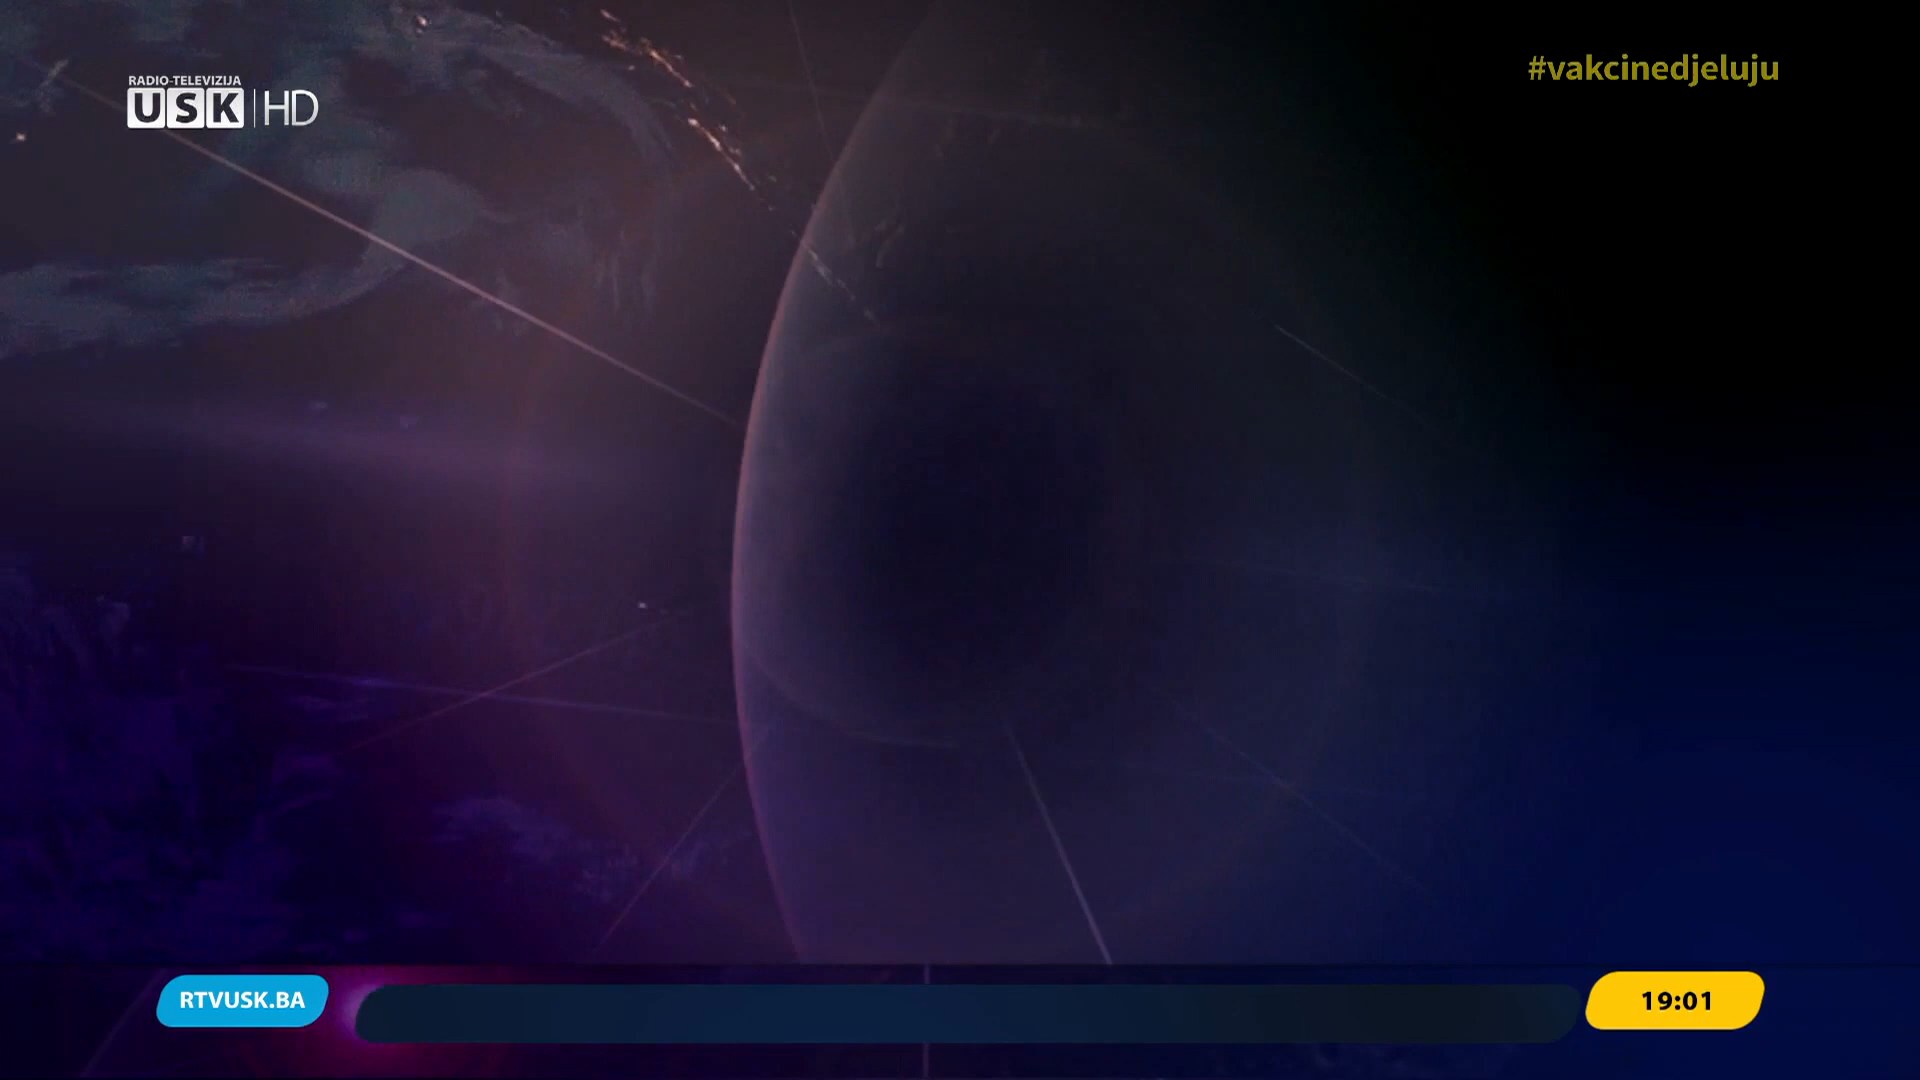 RADIO-TELEVIZIJA
USK HD
#vakcinedjeluju
RTVUSK.BA
19:01